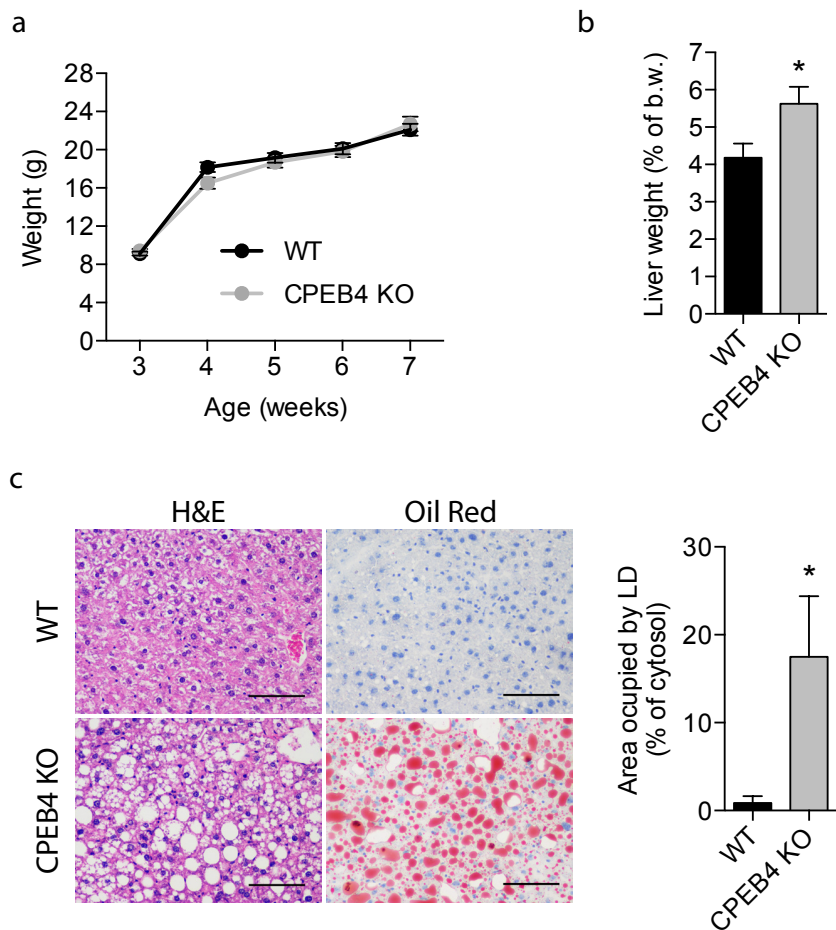 a
28
24
20
16
12
8
4
0
Weight (g)
WT
CPEB4 KO
3 4 5 6 7
Age (weeks)
b
7
6
5
4
3
2
1
0
Liver weight (% of b.w.)
*
WT
CPEB4 KO
c
H&E Oil Red
WT
CPEB4 KO
30
20
10
0
Area ocupied by LD
(% of cytosol)
*
WT
CPEB4 KO